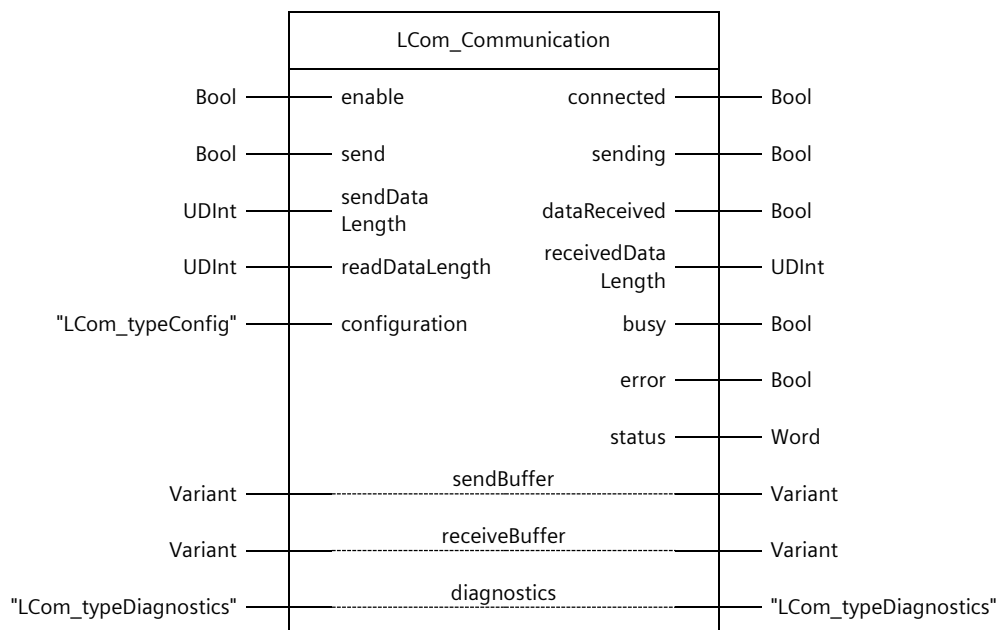 LCom_Communication
Bool enable connected Bool
Bool send sending Bool
UDInt sendData
Length dataReceived Bool
UDInt readDataLength receivedData
Length UDInt
"LCom_typeConfig" configuration busy Bool
error Bool
status Word
Variant sendBuffer Variant
Variant receiveBuffer Variant
"LCom_typeDiagnostics" diagnostics "LCom_typeDiagnostics"